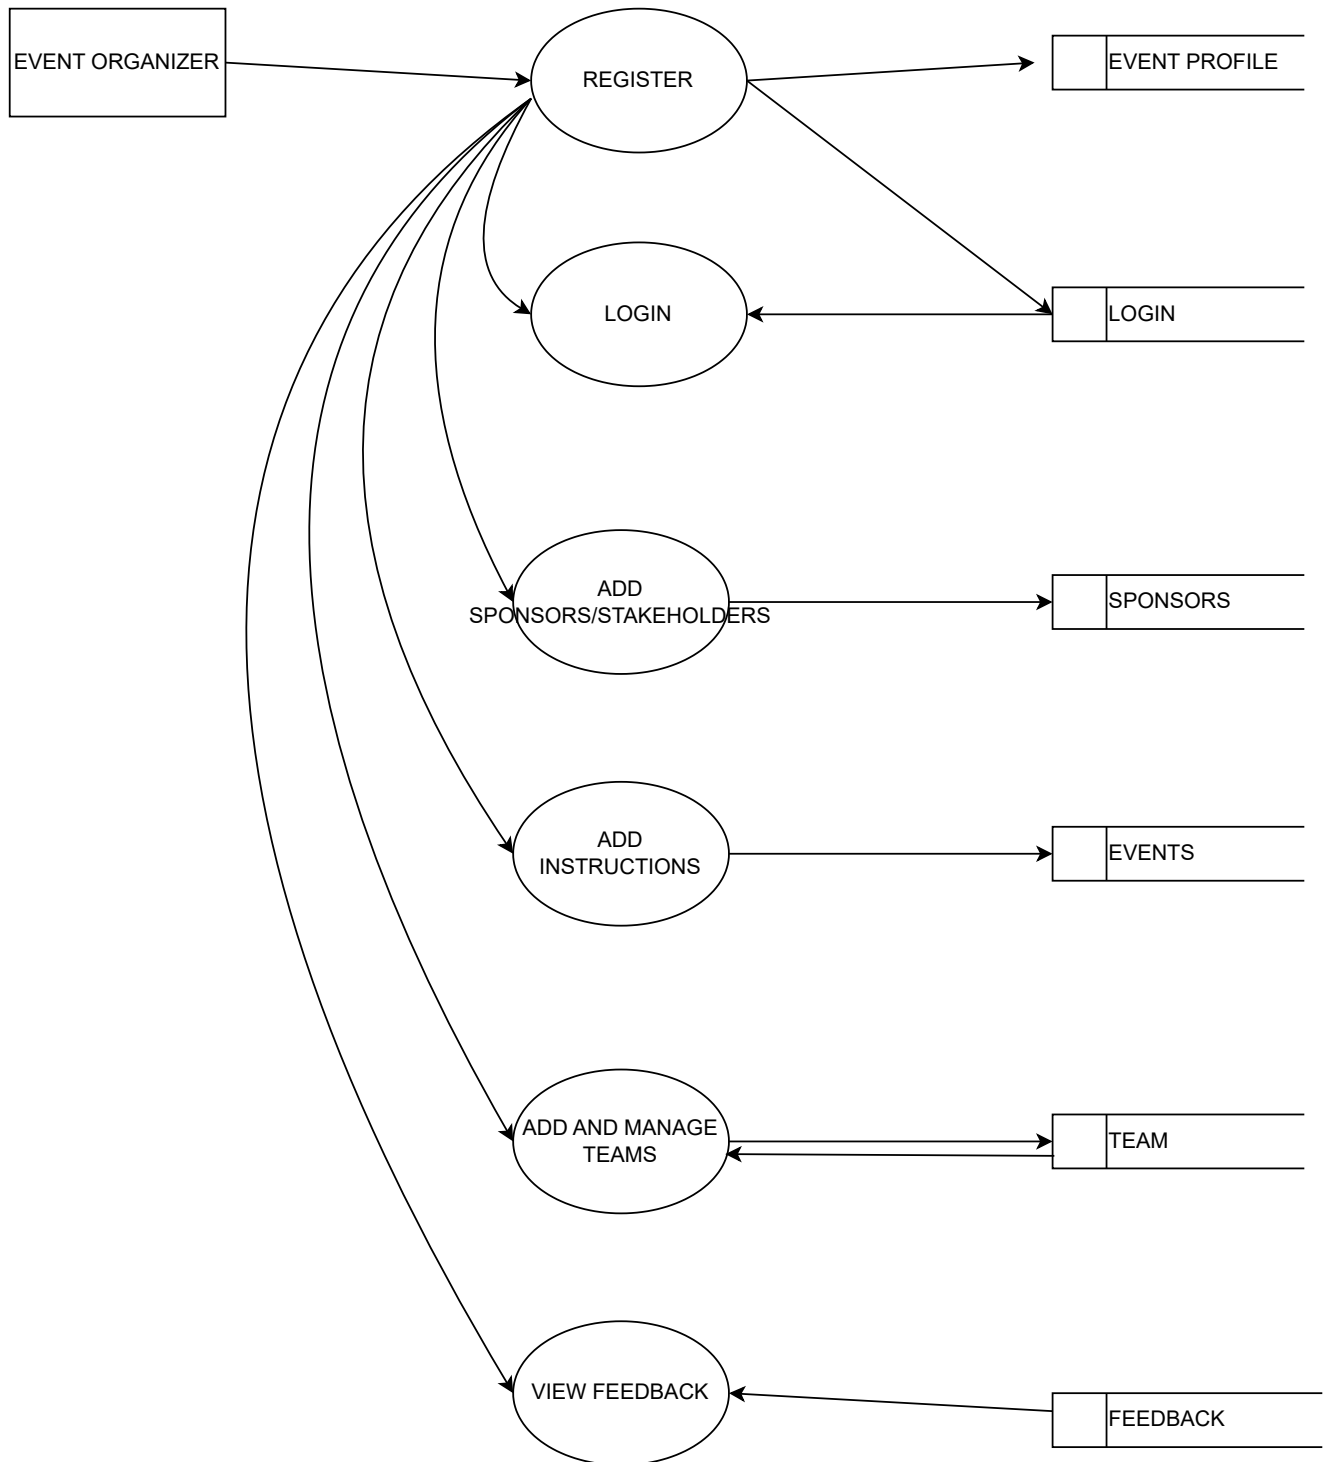 EVENT ORGANIZER
REGISTER
EVENT PROFILE
LOGIN
LOGIN
ADD
SPONSORS/STAKEHOLDERS
SPONSORS
ADD
INSTRUCTIONS
EVENTS
ADD AND MANAGE
TEAMS
TEAM
VIEW FEEDBACK
FEEDBACK